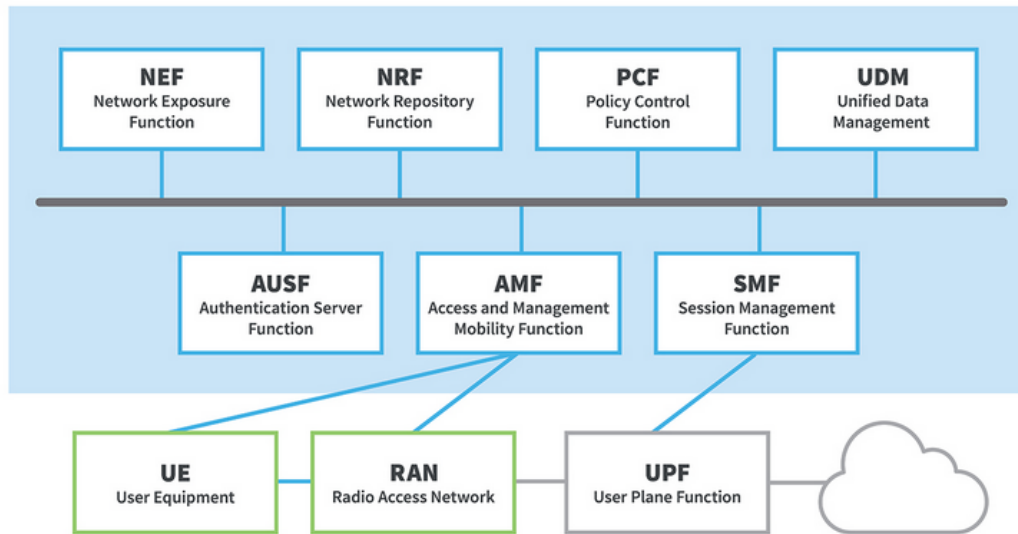 NEF
Network Exposure
Function
NRF
Network Repository
Function
PCF
Policy Control
Function
UDM
Unified Data
Management
AUSF
Authentication Server
Function
AMF
Access and Management
Mobility Function
SMF
Session Management
Function
UE
User Equipment
RAN
Radio Access Network
UPF
User Plane Function